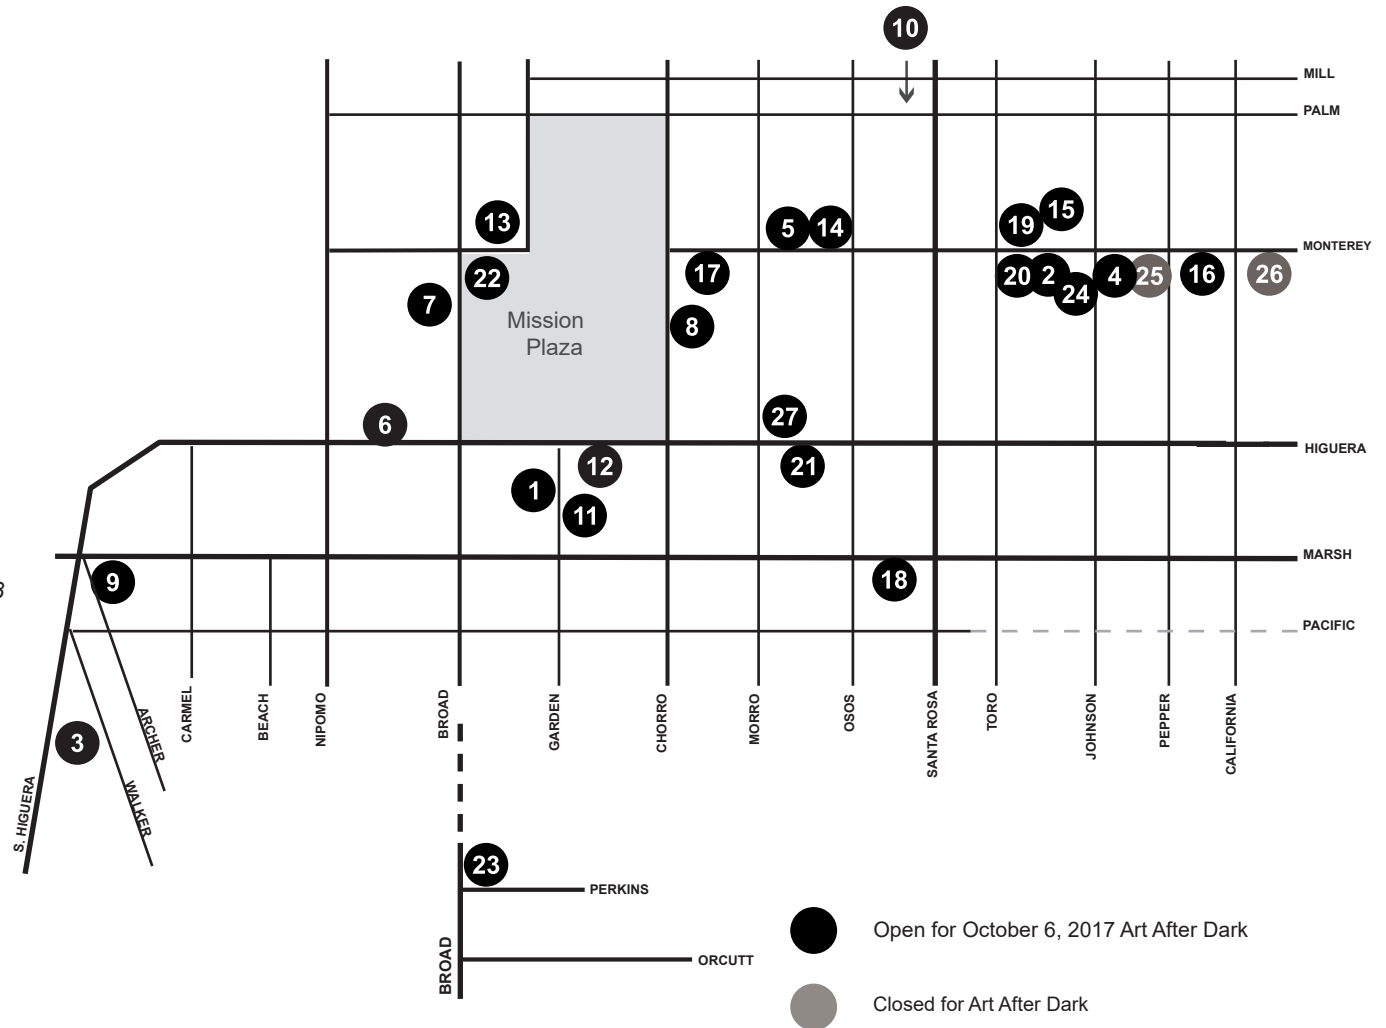 10
MILL
PALM
13
5
14
19
15
MONTEREY
22
17
20
2
24
4
25
16
26
7
8
Mission
Plaza
6
27
HIGUERA
12
21
1
11
MARSH
9
18
PACIFIC
3
S. HIGUERA
WALKER
ARCHER
CARMEL
BEACH
NIPOMO
BROAD
GARDEN
CHORRO
MORRO
OSOS
SANTA ROSA
TORO
JOHNSON
PEPPER
CALIFORNIA
23
PERKINS
BROAD
ORCUTT
Open for October 6, 2017 Art After Dark
Closed for Art After Dark